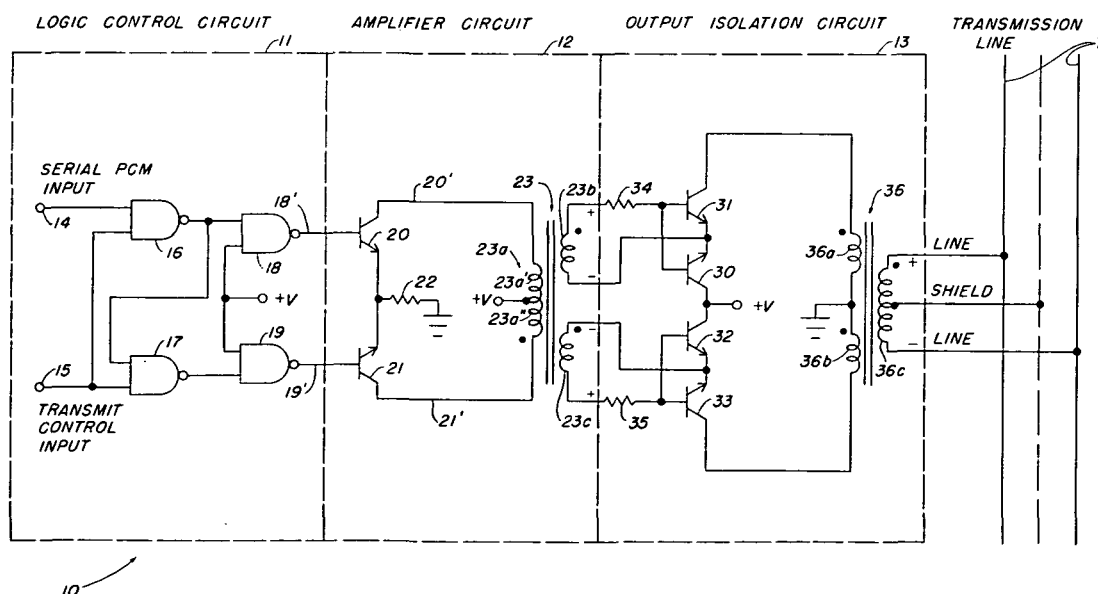 LOGIC CONTROL CIRCUIT
AMPLIFIER CIRCUIT
OUTPUT ISOLATION CIRCUIT
TRANSMISSION
LINE
11
12
13
SERIAL PCM
INPUT
14
16
18
18'
+V
15
17
19
19'
TRANSMIT
CONTROL
INPUT
20'
20
22
21
21'
23
23a
23a'
+V
23a"
23b
+
-
-
+
23c
34
31
30
+V
32
33
35
36
36a
36b
36c
+
LINE
SHIELD
-
LINE
10